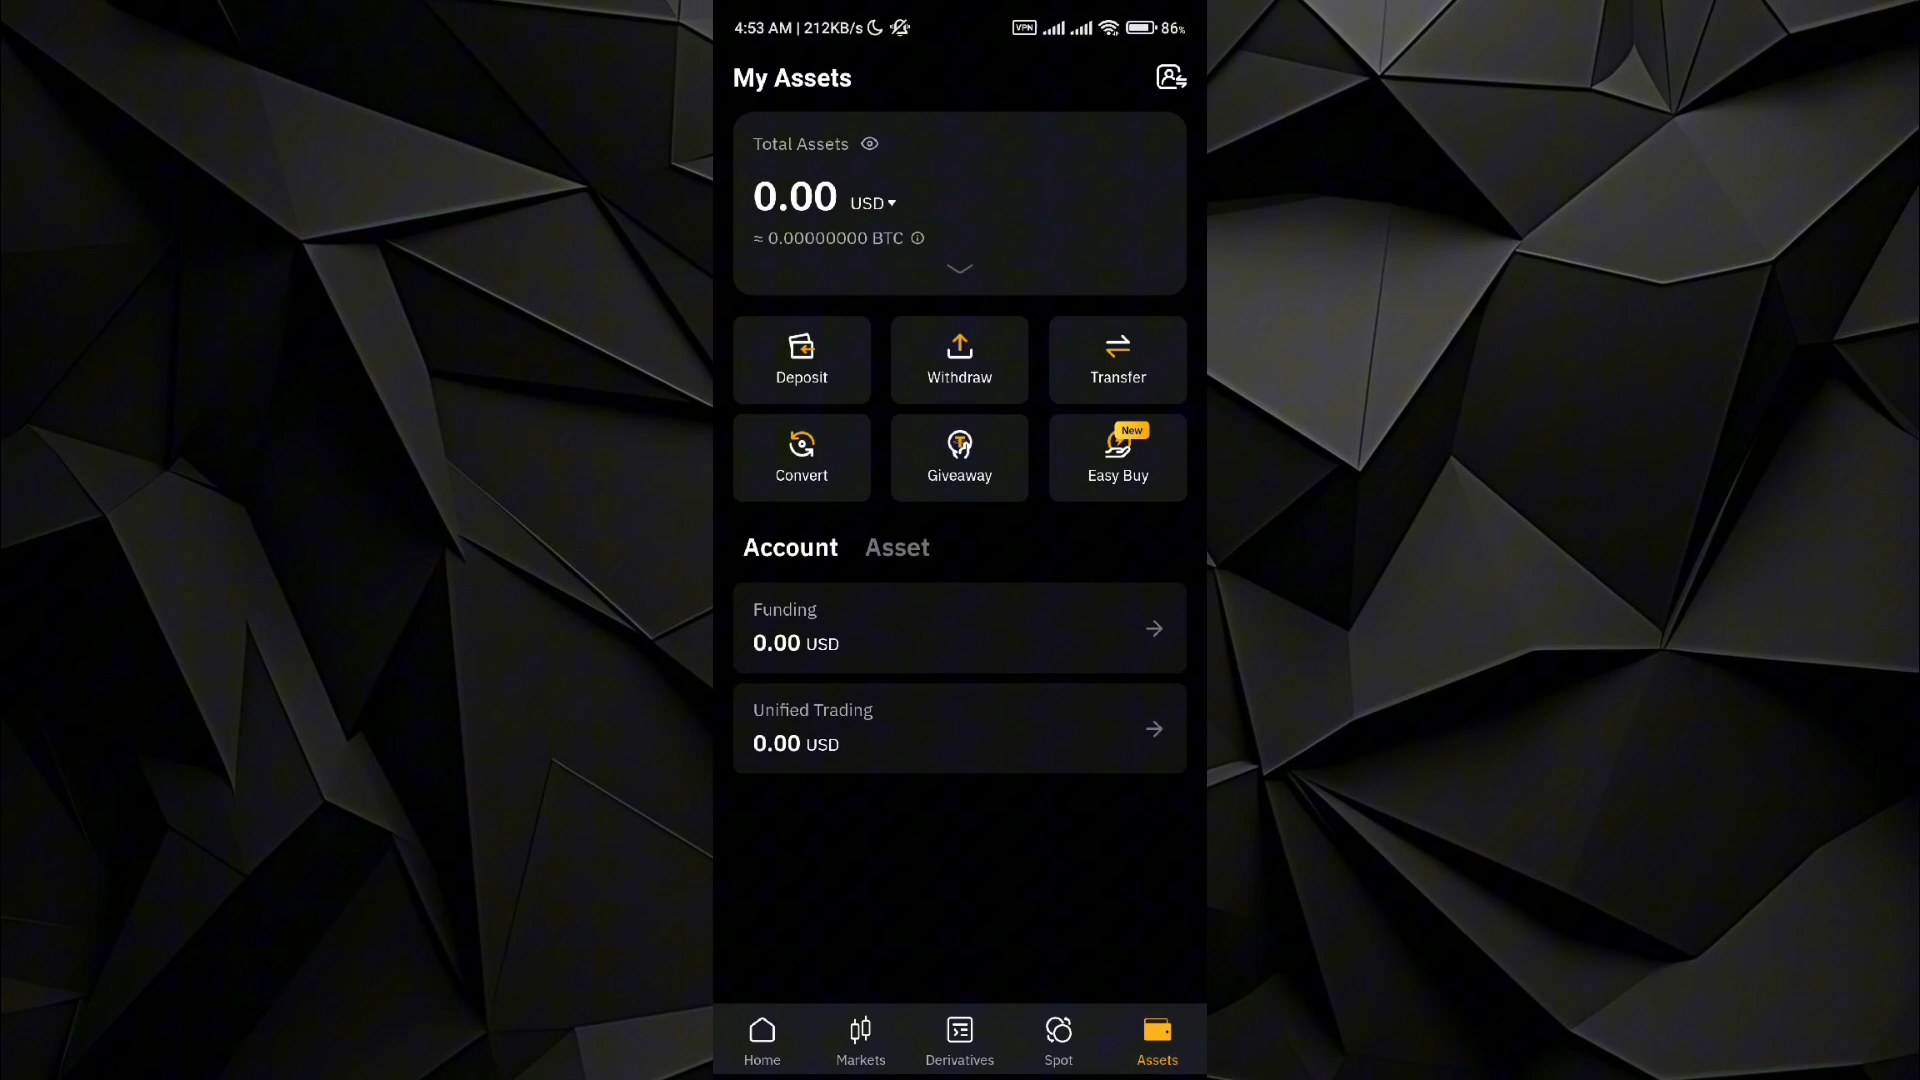 4:53 AM | 212KB/s VPN 86%
My Assets
Total Assets
0.00 USD
≈ 0.00000000 BTC
Deposit Withdraw Transfer
New
Convert Giveaway Easy Buy
Account Asset
Funding
0.00 USD
Unified Trading
0.00 USD
Home Markets Derivatives Spot Assets